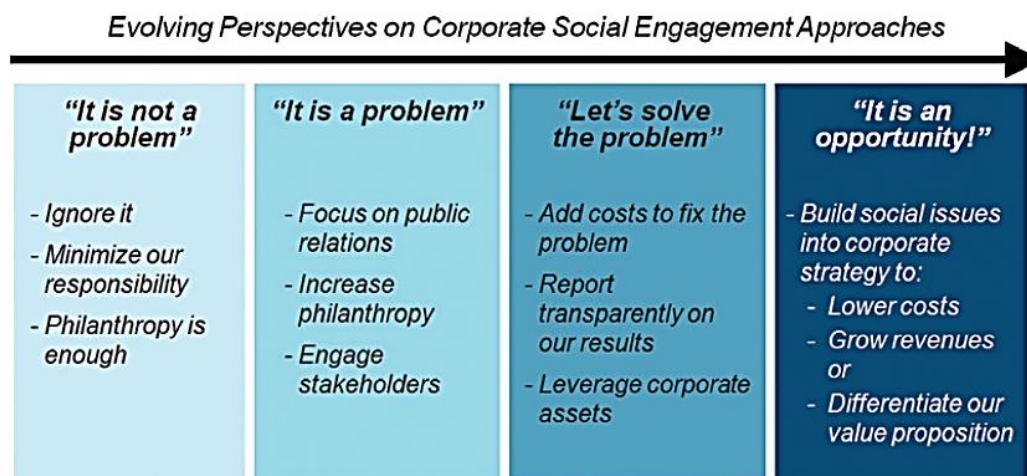 Evolving Perspectives on Corporate Social Engagement Approaches
“It is not a
problem”
- Ignore it
- Minimize our
responsibility
- Philanthropy is
enough
“It is a problem”
- Focus on public
relations
- Increase
philanthropy
- Engage
stakeholders
“Let’s solve
the problem”
- Add costs to fix the
problem
- Report
transparently on
our results
- Leverage corporate
assets
“It is an
opportunity!”
- Build social issues
into corporate
strategy to:
- Lower costs
- Grow revenues
or
- Differentiate our
value proposition